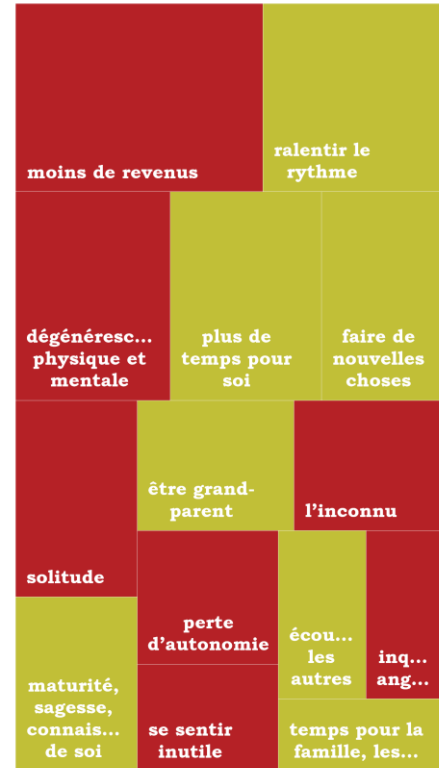 moins de revenus
ralentir le
rythme
dégénéresc...
physique et
mentale
plus de
temps pour
soi
faire de
nouvelles
choses
être grand-
parent
l'inconnu
solitude
perte
d'autonomie
écou...
les
autres
inq...
ang...
maturité,
sagesse,
connais...
de soi
se sentir
inutile
temps pour la
famille, les...